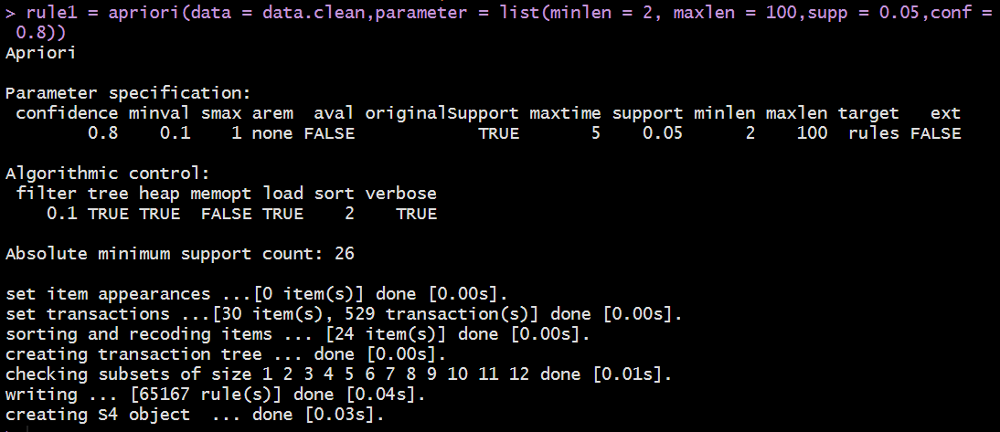 > rule1 = apriori(data = data.clean,parameter = list(minlen = 2, maxlen = 100,supp = 0.05,conf =
0.8))
Apriori

Parameter specification:
 confidence minval smax arem  aval originalSupport maxtime support minlen maxlen target   ext
        0.8    0.1    1 none FALSE            TRUE       5    0.05      2    100  rules FALSE

Algorithmic control:
 filter tree heap memopt load sort verbose
    0.1 TRUE TRUE  FALSE TRUE    2    TRUE

Absolute minimum support count: 26

set item appearances ...[0 item(s)] done [0.00s].
set transactions ...[30 item(s), 529 transaction(s)] done [0.00s].
sorting and recoding items ... [24 item(s)] done [0.00s].
creating transaction tree ... done [0.00s].
checking subsets of size 1 2 3 4 5 6 7 8 9 10 11 12 done [0.01s].
writing ... [65167 rule(s)] done [0.04s].
creating S4 object  ... done [0.03s].